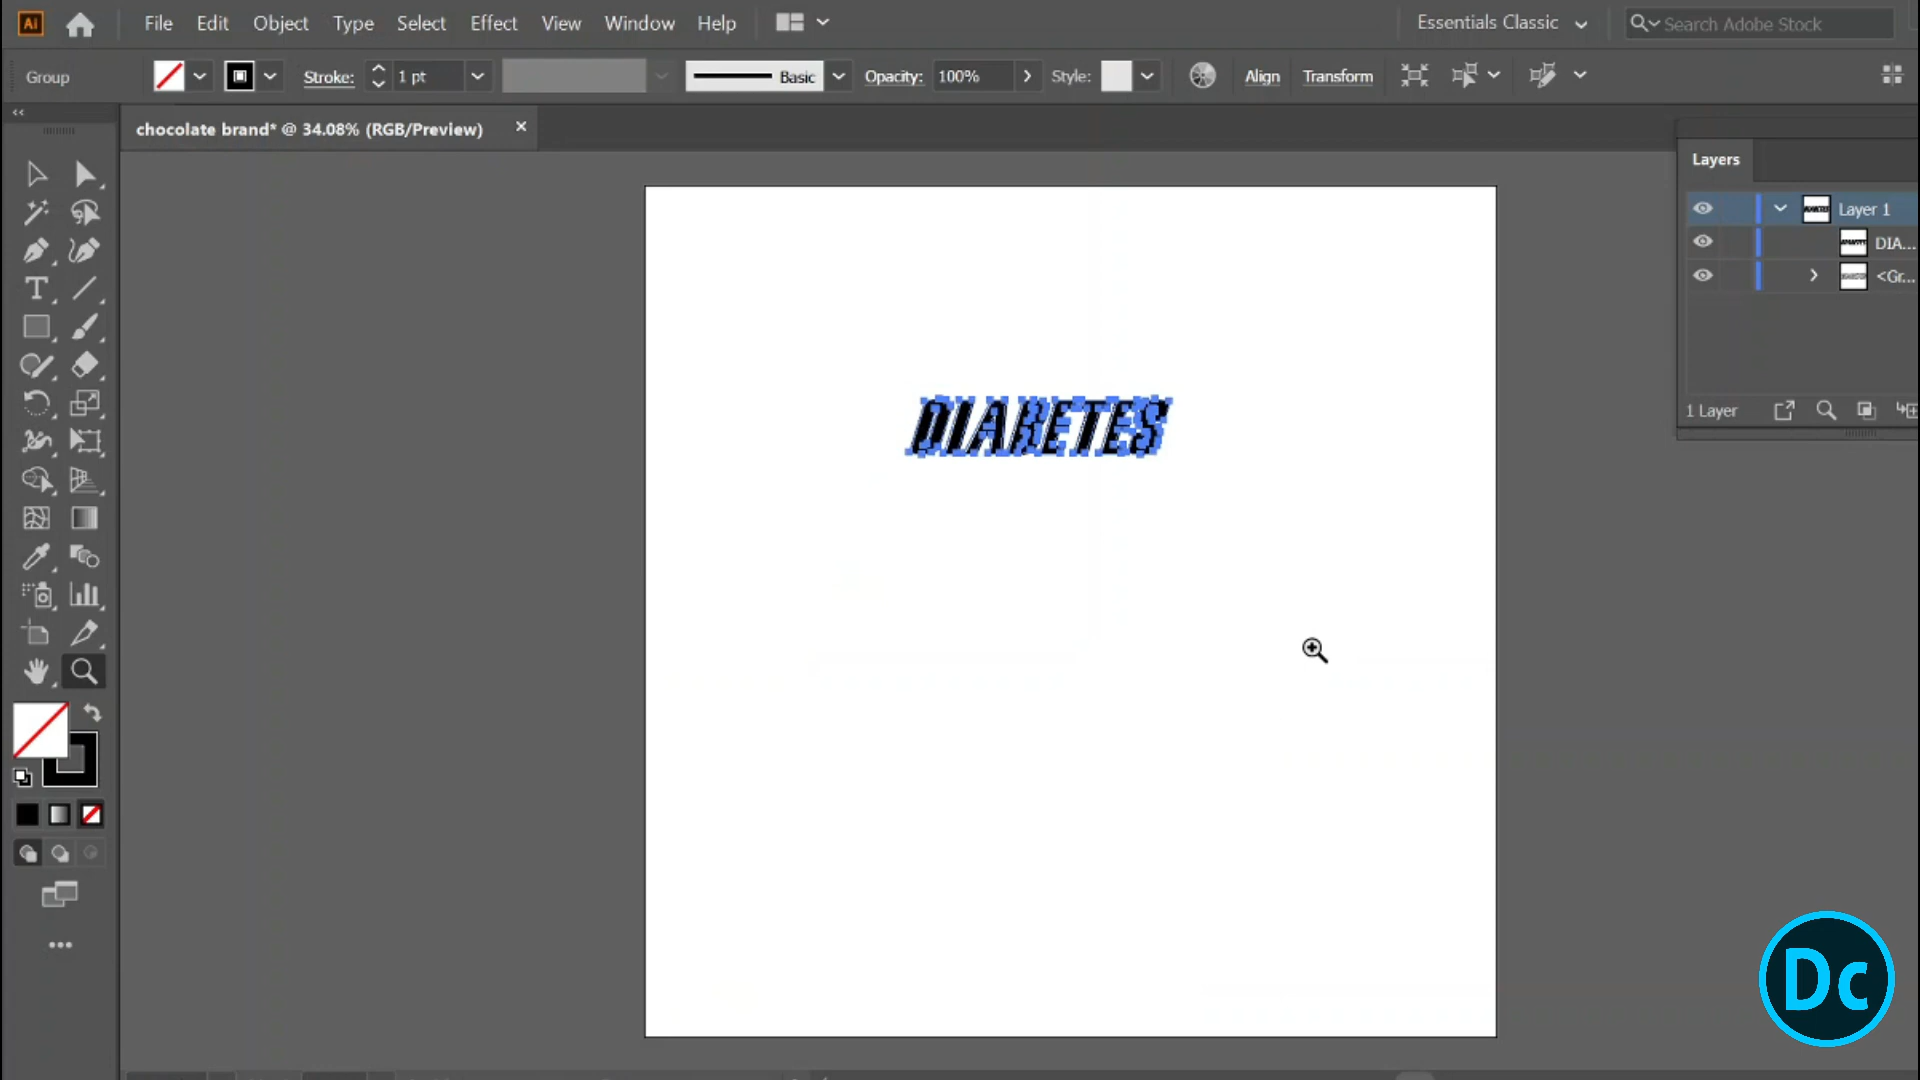 Ai File Edit Object Type Select Effect View Window Help Essentials Classic Search Adobe Stock
Group Stroke: 1 pt Basic Opacity: 100% Style: Align Transform
chocolate brand* @ 34.08% (RGB/Preview) ×
Layers
Layer 1
DIA...
<Gr...
1 Layer
DIABETES
Dc